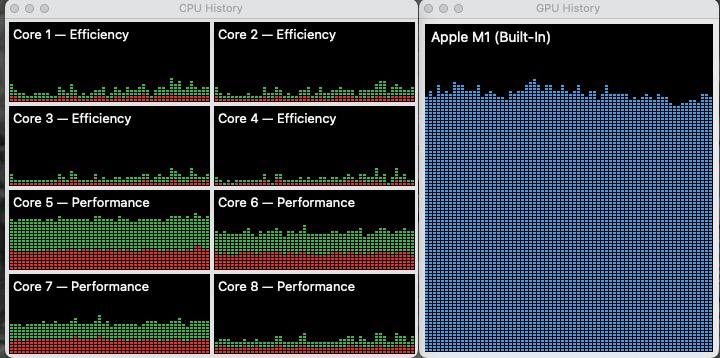 CPU History
Core 1 — Efficiency
Core 2 — Efficiency
Core 3 — Efficiency
Core 4 — Efficiency
Core 5 — Performance
Core 6 — Performance
Core 7 — Performance
Core 8 — Performance
GPU History
Apple M1 (Built-In)